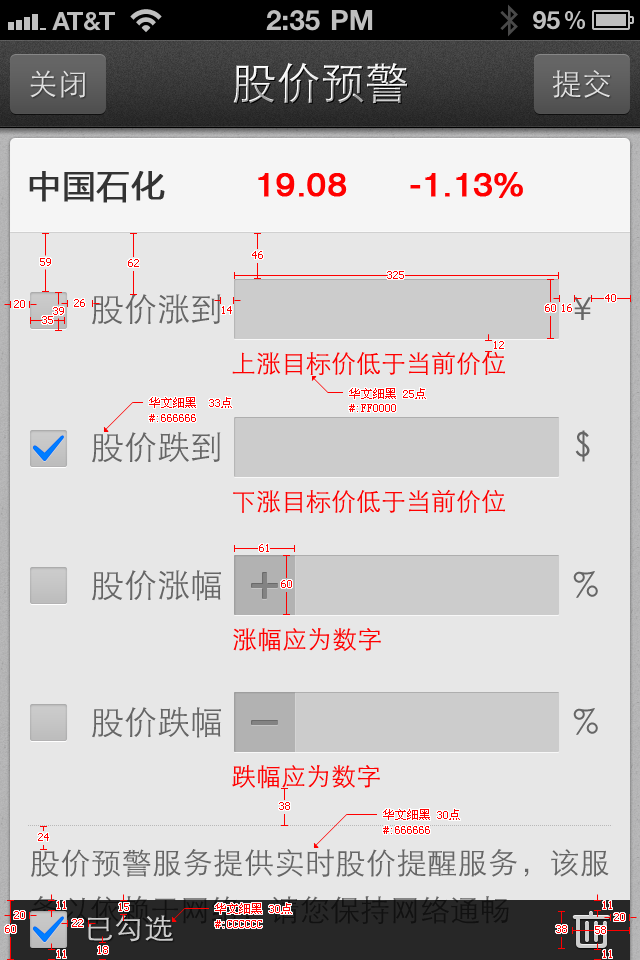 AT&T 2:35 PM 95%
关闭 股价预警 提交
中国石化 19.08 -1.13%
59 62 46
325
20 35 39 26 股价涨到 14 60 16 ¥ 40
12
上涨目标价低于当前价位
华文细黑 33点
#:666666
华文细黑 25点
#:FF0000
股价跌到 $
下涨目标价低于当前价位
61
股价涨幅 + 60 %
涨幅应为数字
股价跌幅 — %
跌幅应为数字
38
华文细黑 30点
#:666666
24
股价预警服务提供实时股价提醒服务，该服
请您保持网络通畅
60 20 11 11 22 已勾选 15 18
华文细黑 30点
#:CCCCCC
38 58 11 20 11